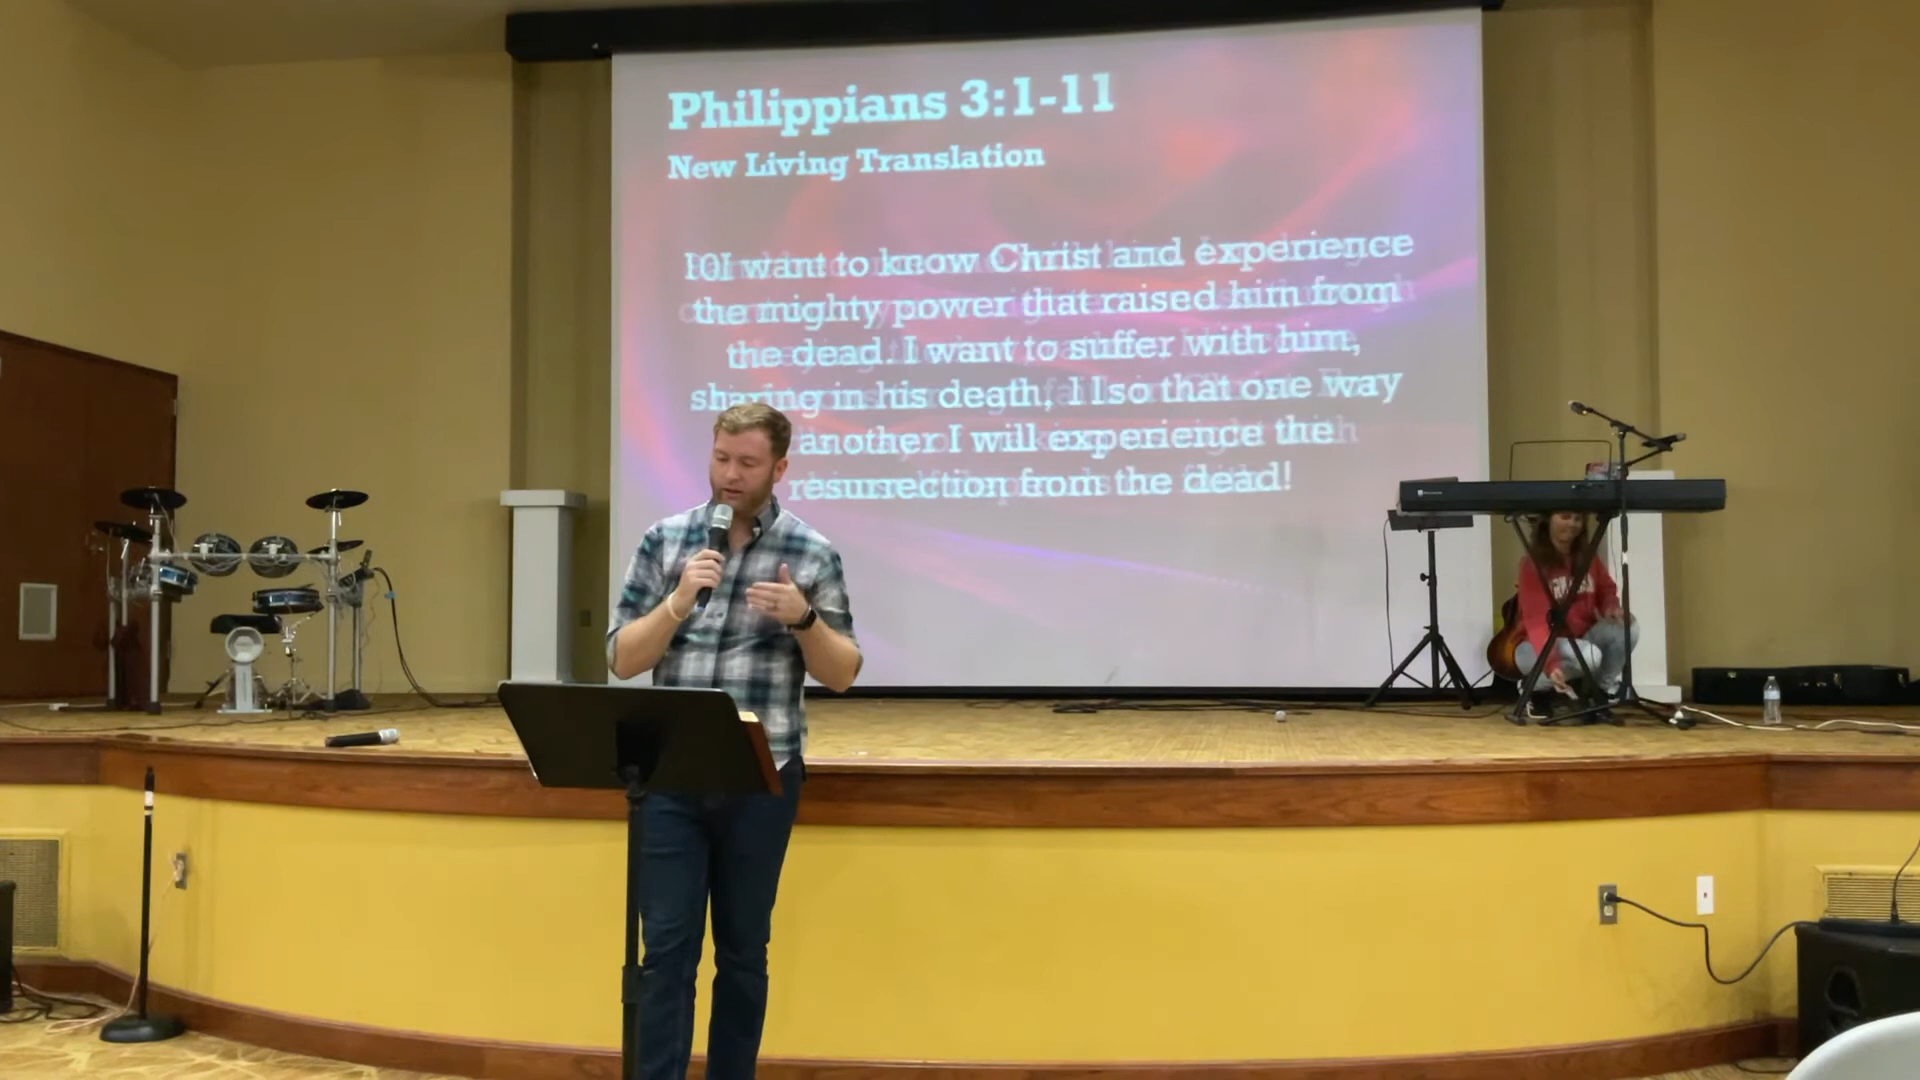 Philippians 3:1-11
New Living Translation
10I want to know Christ and experience
the mighty power that raised him from
the dead. I want to suffer with him,
sharing in his death, 11so that one way
another I will experience the
resurrection from the dead!